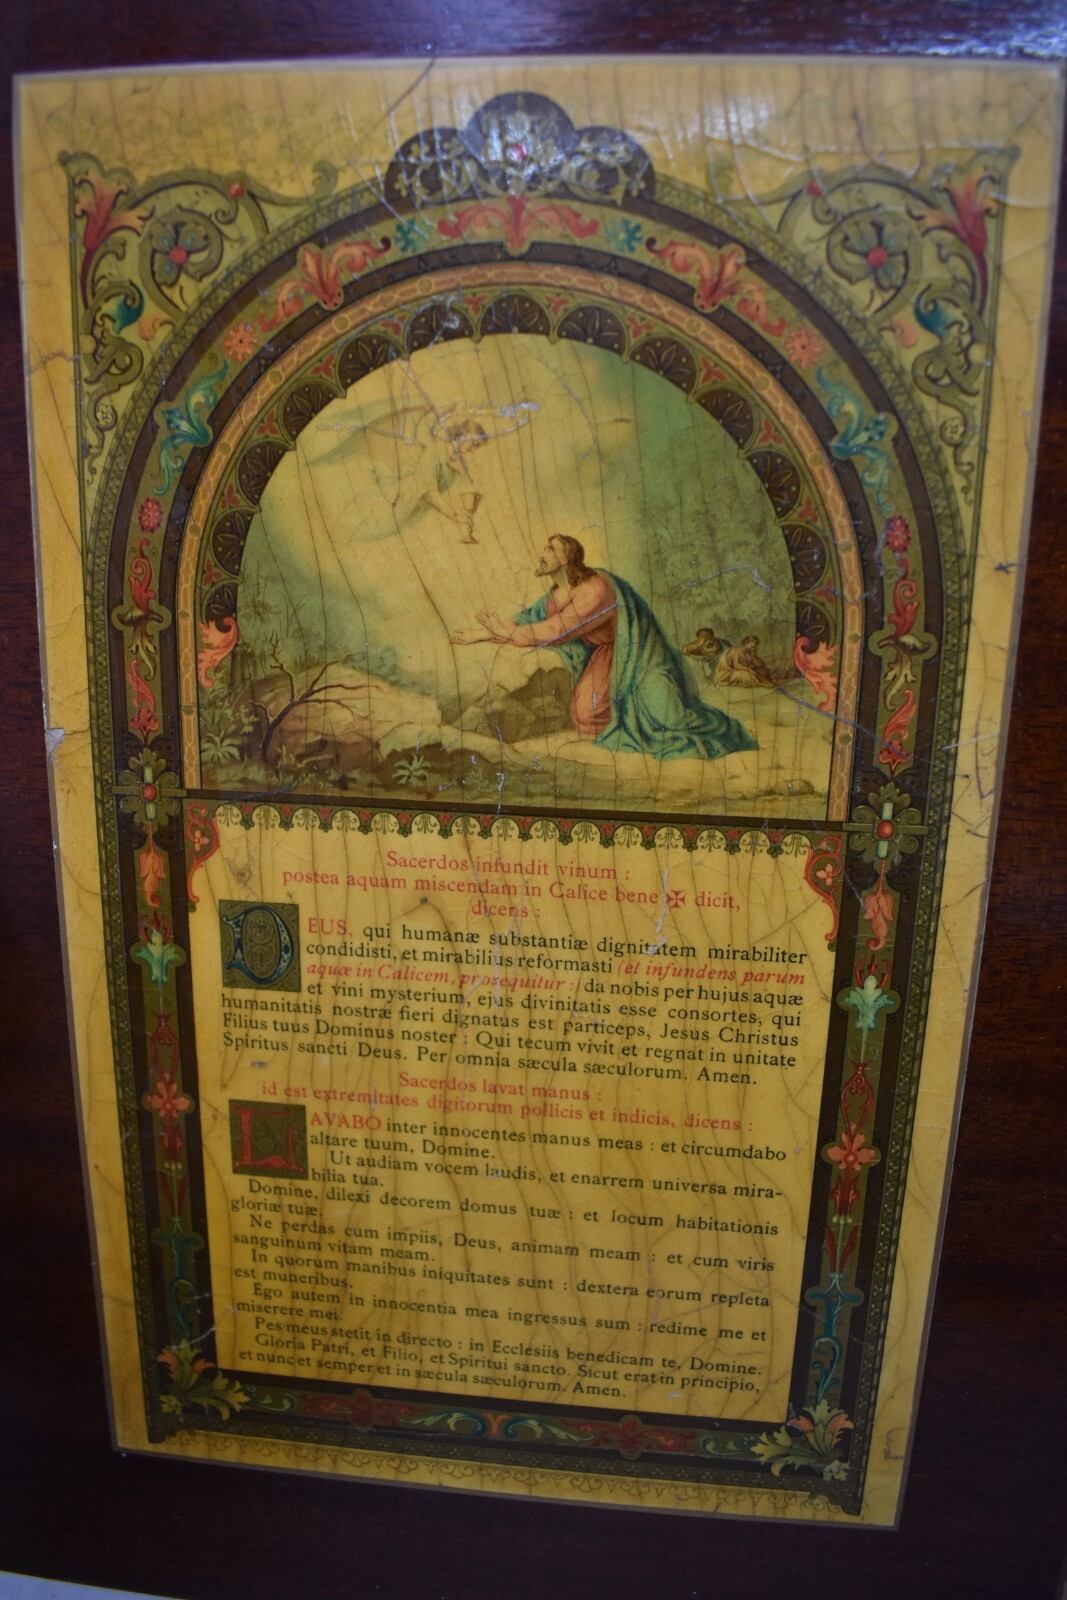 Sacerdos infundit vinum :
postea aquam miscendam in Calice bene ✠ dicit,
dicens :
DEUS, qui humanæ substantiæ dignitatem mirabiliter
condidisti, et mirabilius reformasti (et infundens parum
aquæ in Calicem, prosequitur :) da nobis per hujus aquæ
et vini mysterium, ejus divinitatis esse consortes, qui
humanitatis nostræ fieri dignatus est particeps, Jesus Christus
Filius tuus Dominus noster : Qui tecum vivit et regnat in unitate
Spiritus sancti Deus. Per omnia sæcula sæculorum. Amen.
Sacerdos lavat manus :
id est extremitates digitorum pollicis et indicis, dicens :
LAVABO inter innocentes manus meas : et circumdabo
altare tuum, Domine.
Ut audiam vocem laudis, et enarrem universa mira-
bilia tua.
Domine, dilexi decorem domus tuæ : et locum habitationis
gloriæ tuæ.
Ne perdas cum impiis, Deus, animam meam : et cum viris
sanguinum vitam meam.
In quorum manibus iniquitates sunt : dextera eorum repleta
est muneribus.
Ego autem in innocentia mea ingressus sum : redime me et
miserere mei.
Pes meus stetit in directo : in Ecclesiis benedicam te, Domine.
Gloria Patri, et Filio, et Spiritui sancto. Sicut erat in principio,
et nunc et semper et in sæcula sæculorum. Amen.